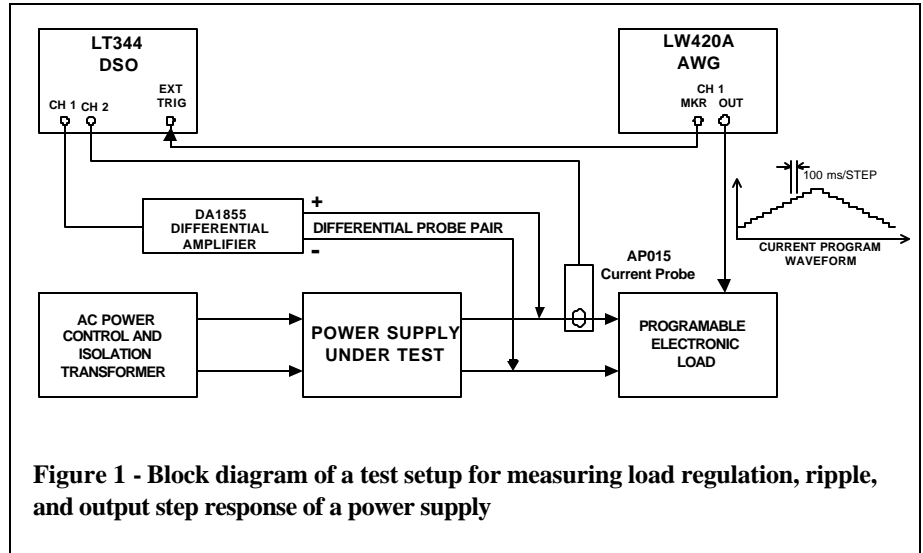 LT344
DSO
EXT
TRIG
CH 1 CH 2
LW420A
AWG
CH 1
MKR OUT
100 ms/STEP
CURRENT PROGRAM
WAVEFORM
DA1855
DIFFERENTIAL
AMPLIFIER
+
DIFFERENTIAL PROBE PAIR
-
AP015
Current Probe
AC POWER
CONTROL AND
ISOLATION
TRANSFORMER
POWER SUPPLY
UNDER TEST
PROGRAMABLE
ELECTRONIC
LOAD
Figure 1 - Block diagram of a test setup for measuring load regulation, ripple,
and output step response of a power supply